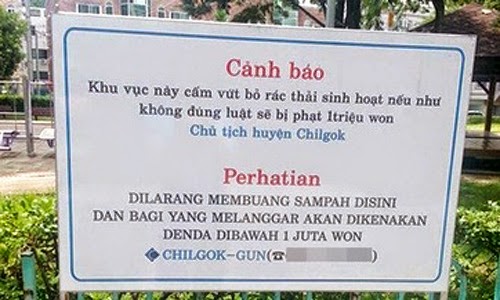 Cảnh báo
Khu vục này cấm vứt bỏ rác thải sinh hoạt nếu như
không dúng luật sẽ bị phạt 1triệu won
Chủ tịch huyện Chilgok
Perhatian
DILARANG MEMBUANG SAMPAH DISINI
DAN BAGI YANG MELANGGAR AKAN DIKENAKAN
DENDA DIBAWAH 1 JUTA WON
CHILGOK-GUN(☎ )